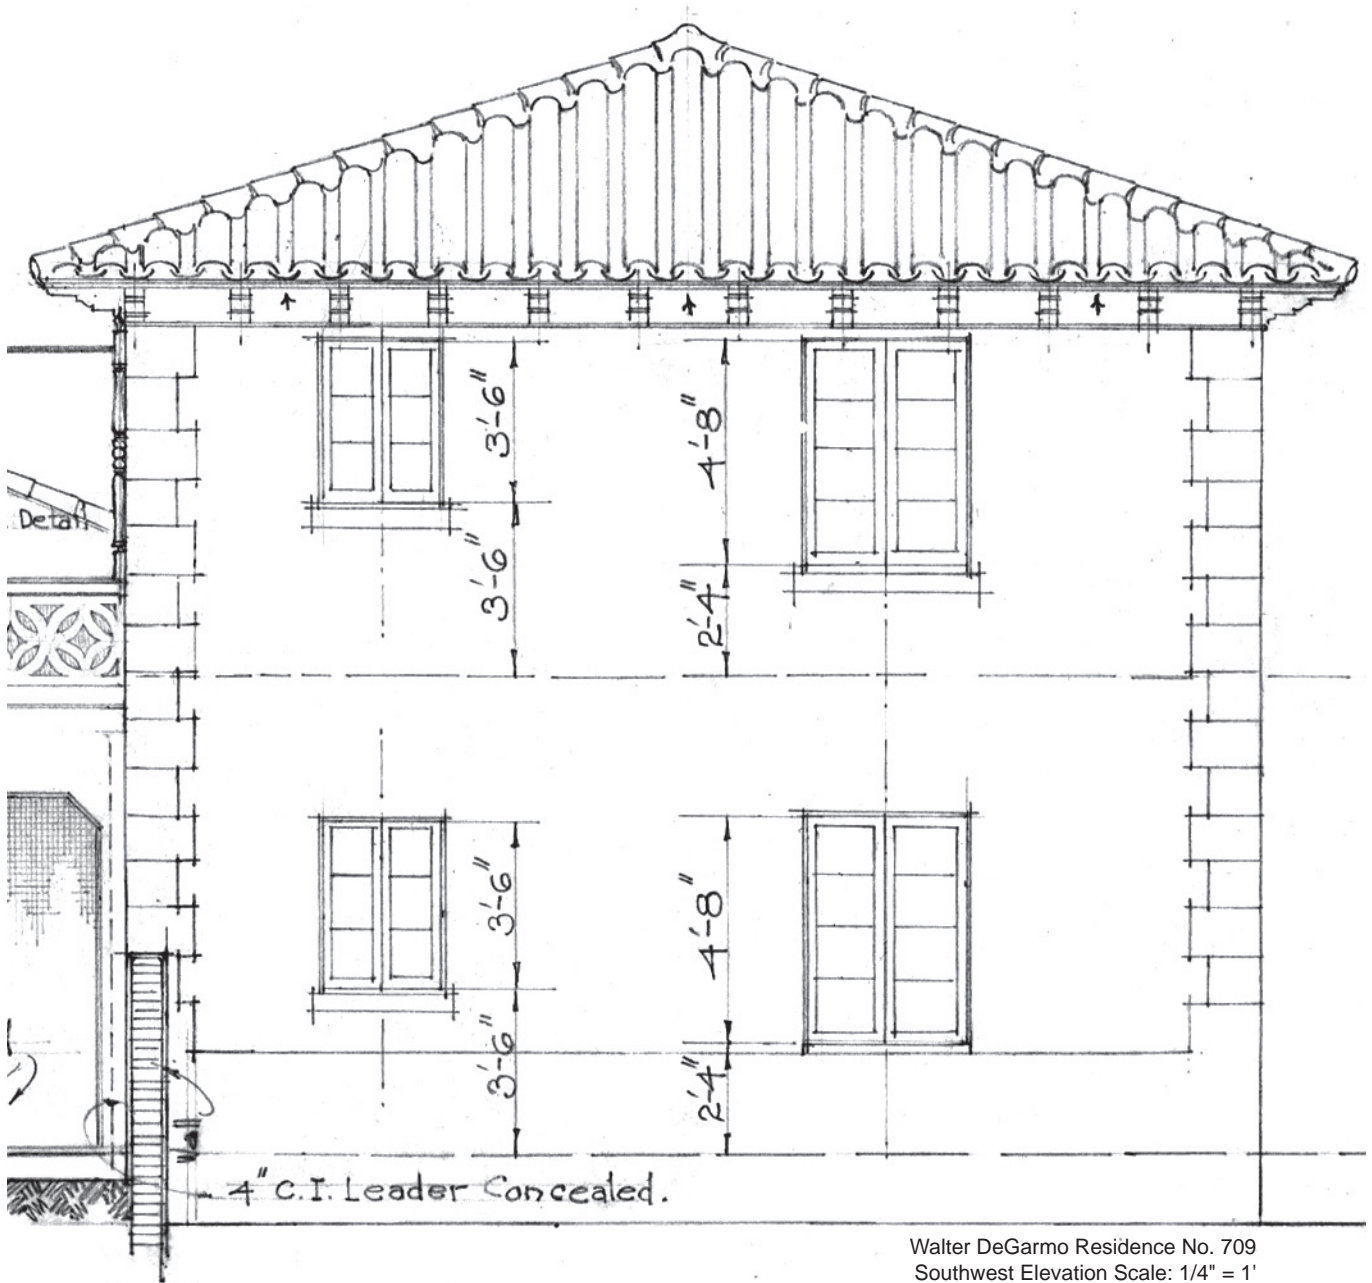 3'-6"
4'-8"
Detail
3'-6"
2'-4"
3'-6"
4'-8"
3'-6"
2'-4"
4" C.I. Leader Concealed.
Walter DeGarmo Residence No. 709
Southwest Elevation Scale: 1/4" = 1'